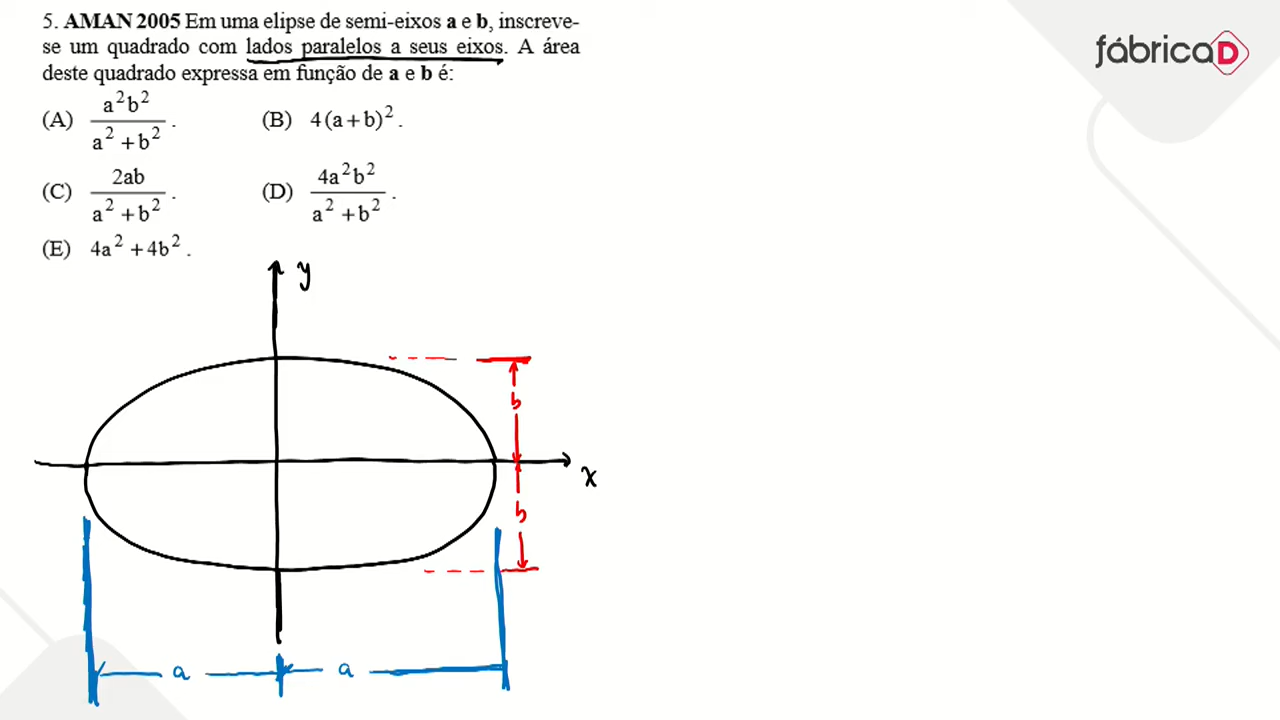 5. AMAN 2005 Em uma elipse de semi-eixos a e b, inscreve-
se um quadrado com lados paralelos a seus eixos. A área
deste quadrado expressa em função de a e b é:
(A) a²b² / (a² + b²) . (B) 4(a+b)² .
(C) 2ab / (a² + b²) . (D) 4a²b² / (a² + b²) .
(E) 4a² + 4b² .
fábricaD
y
b
x
b
a a